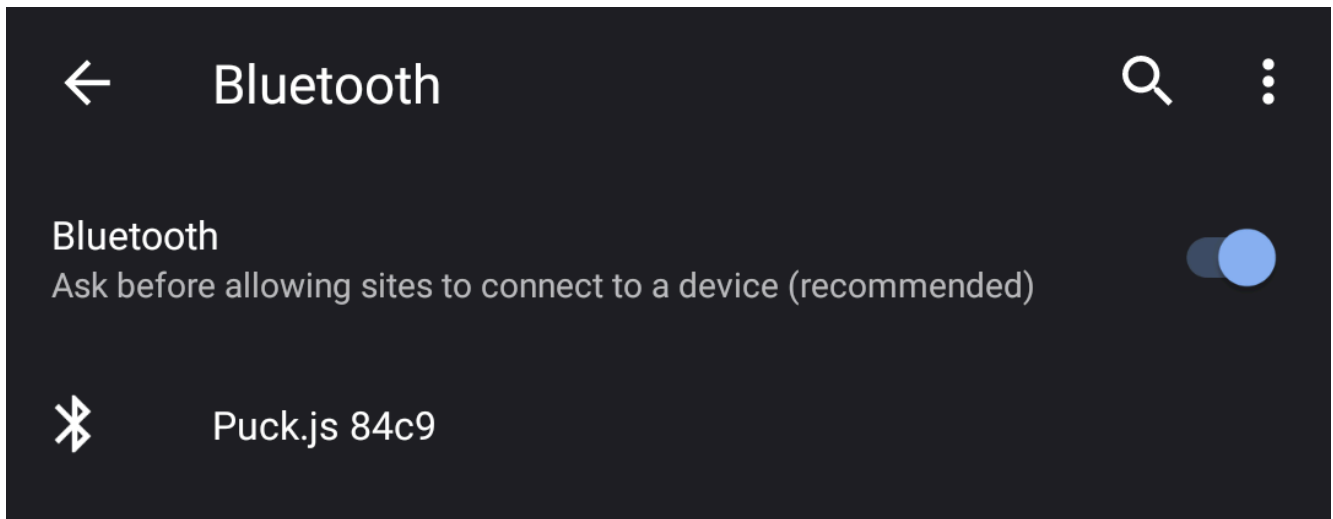 Bluetooth
Bluetooth
Ask before allowing sites to connect to a device (recommended)
Puck.js 84c9